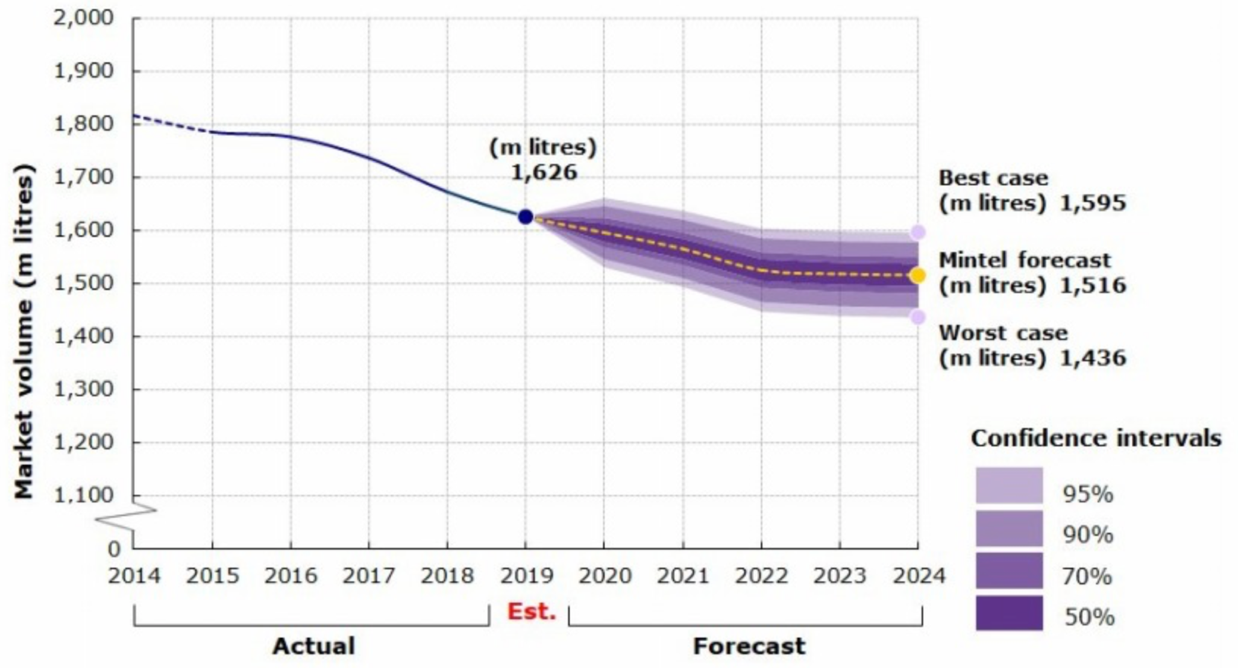 2,000
1,900
1,800
1,700
1,600
1,500
1,400
1,300
1,200
1,100
0
Market volume (m litres)
(m litres)
1,626
Best case
(m litres) 1,595
Mintel forecast
(m litres) 1,516
Worst case
(m litres) 1,436
Confidence intervals
95%
90%
70%
50%
2014 2015 2016 2017 2018 2019 2020 2021 2022 2023 2024
Actual
Est.
Forecast